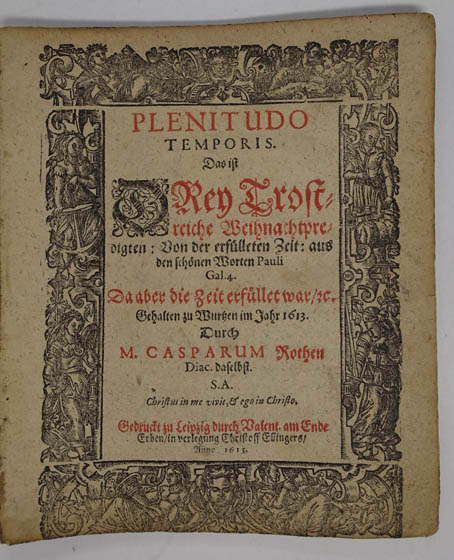 PLENITUDO
TEMPORIS.
Das ist
DRey Trost-
reiche Weihnachtpre-
digten: Von der erfülleten Zeit: aus
den schönen Worten Pauli
Gal. 4.
Da aber die Zeit erfüllet war/ꝛc.
Gehalten zu Wurtzen im Jahr 1613.
Durch
M. CASPARUM Rothen
Diac. daselbst.
S. A.
Christus in me vivit, & ego in Christo.
Gedruckt zu Leipzig durch Valent. am Ende
Erben/in verlegung Christoff Ellingers/
Anno 1615.